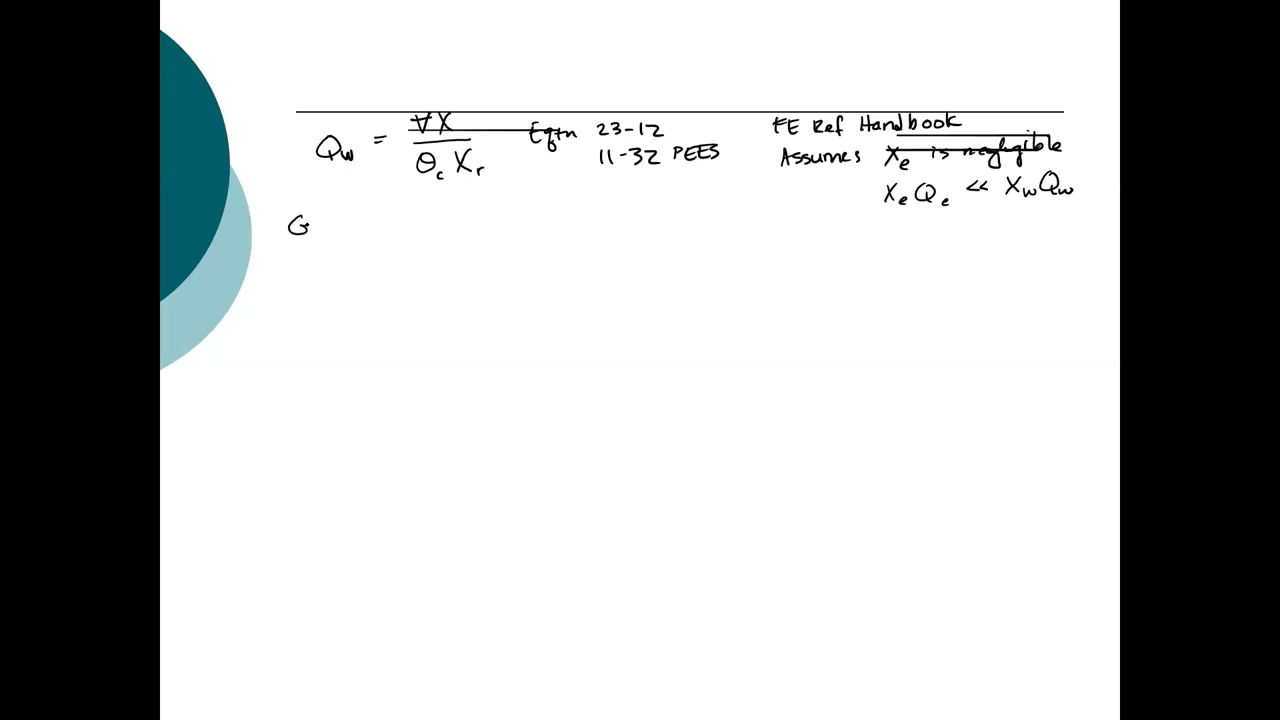 Qw = ∀X / θc Xr Eqtn 23-12 FE Ref Handbook
11-32 PEES Assumes Xe is negligible
XeQe << XwQw
G